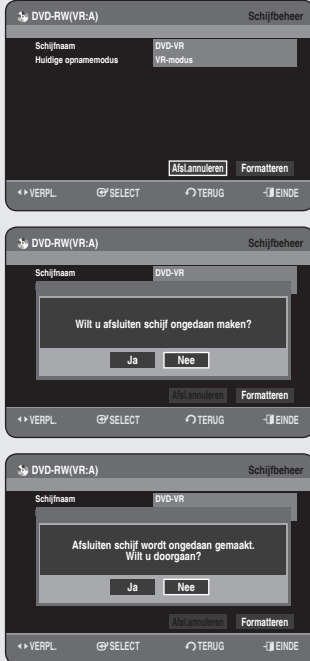 DVD-RW(VR:A) Schijfbeheer
Schijfnaam DVD-VR
Huidige opnamemodus VR-modus
Afsl.annuleren Formatteren
VERPL. SELECT TERUG EINDE
DVD-RW(VR:A) Schijfbeheer
Schijfnaam DVD-VR
Wilt u afsluiten schijf ongedaan maken?
Ja Nee
Afsl.annuleren Formatteren
VERPL. SELECT TERUG EINDE
DVD-RW(VR:A) Schijfbeheer
Schijfnaam DVD-VR
Afsluiten schijf wordt ongedaan gemaakt.
Wilt u doorgaan?
Ja Nee
Afsl.annuleren Formatteren
VERPL. SELECT TERUG EINDE